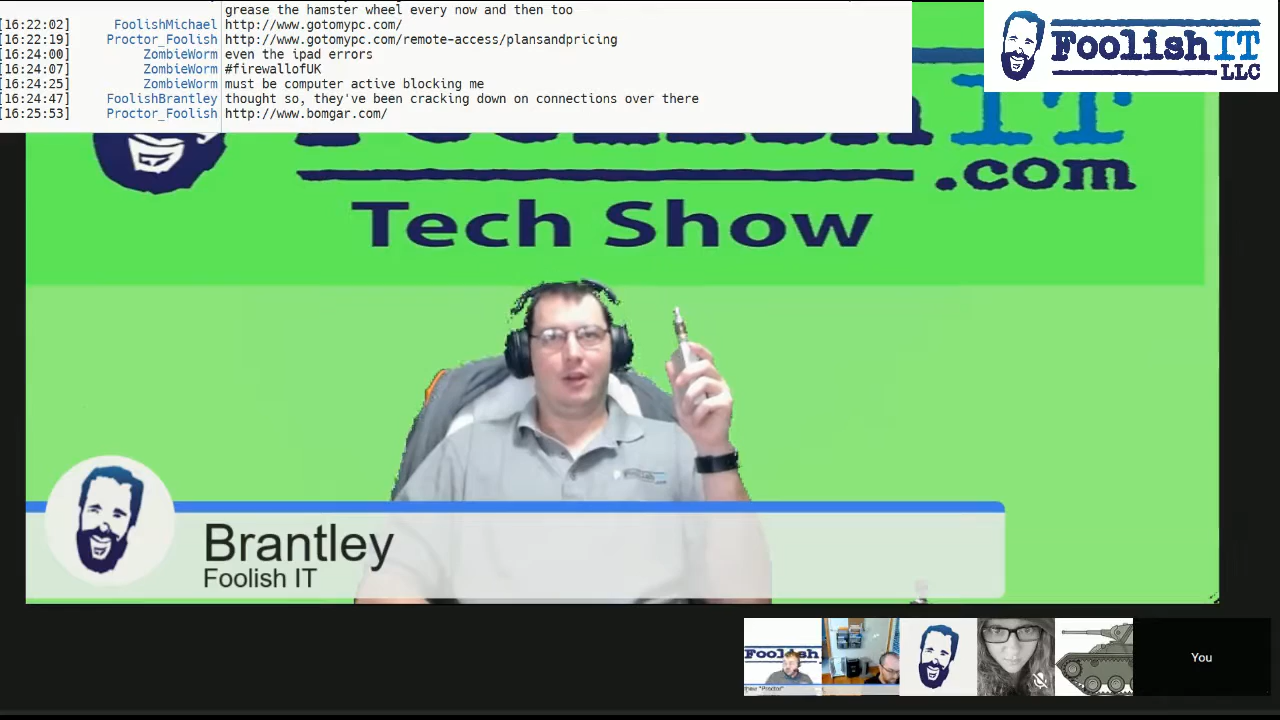 grease the hamster wheel every now and then too
[16:22:02] FoolishMichael http://www.gotomypc.com/
[16:22:19] Proctor_Foolish http://www.gotomypc.com/remote-access/plansandpricing
[16:24:00] ZombieWorm even the ipad errors
[16:24:07] ZombieWorm #firewallofUK
[16:24:25] ZombieWorm must be computer active blocking me
[16:24:47] FoolishBrantley thought so, they've been cracking down on connections over there
[16:25:53] Proctor_Foolish http://www.bomgar.com/
FoolishIT
LLC
.com
Tech Show
Brantley
Foolish IT
Foolish
"Proctor"
You